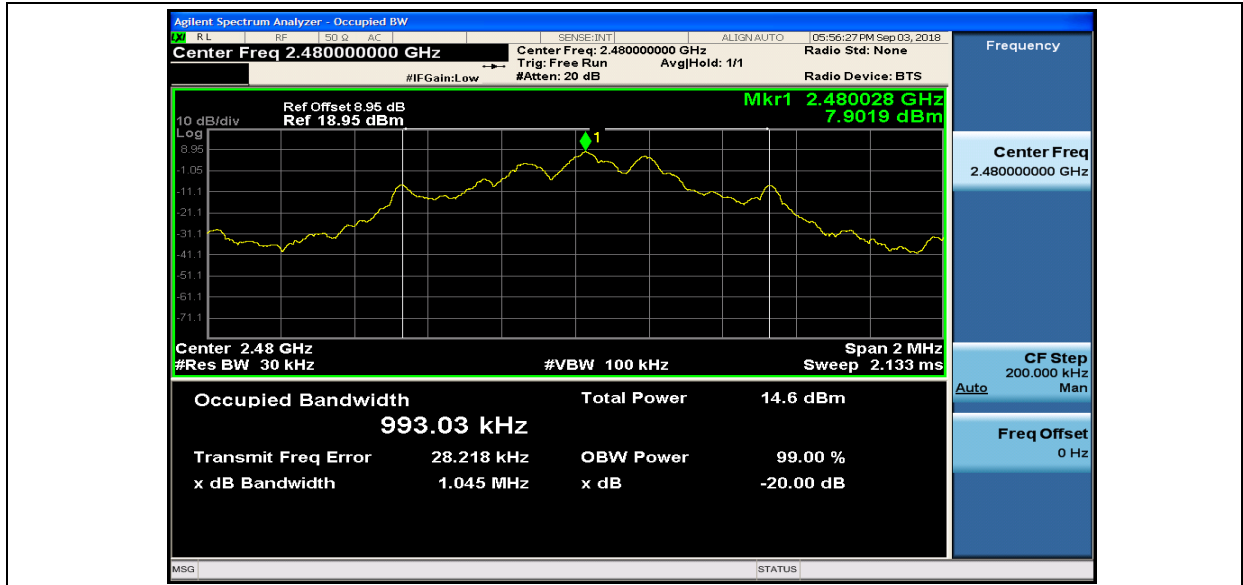 Agilent Spectrum Analyzer - Occupied BW
LXI RL RF 50 Ω AC SENSE:INT ALIGN AUTO 05:56:27 PM Sep 03, 2018
Center Freq 2.480000000 GHz
Center Freq: 2.480000000 GHz Radio Std: None
Trig: Free Run Avg|Hold: 1/1
#IFGain:Low #Atten: 20 dB Radio Device: BTS
Mkr1 2.480028 GHz
7.9019 dBm
Ref Offset 8.95 dB
10 dB/div Ref 18.95 dBm
Log
1
8.95
-1.05
-11.1
-21.1
-31.1
-41.1
-51.1
-61.1
-71.1
Center 2.48 GHz Span 2 MHz
#Res BW 30 kHz #VBW 100 kHz Sweep 2.133 ms
Occupied Bandwidth Total Power 14.6 dBm
993.03 kHz
Transmit Freq Error 28.218 kHz OBW Power 99.00 %
x dB Bandwidth 1.045 MHz x dB -20.00 dB
MSG STATUS
Frequency
Center Freq
2.480000000 GHz
CF Step
200.000 kHz
Auto Man
Freq Offset
0 Hz